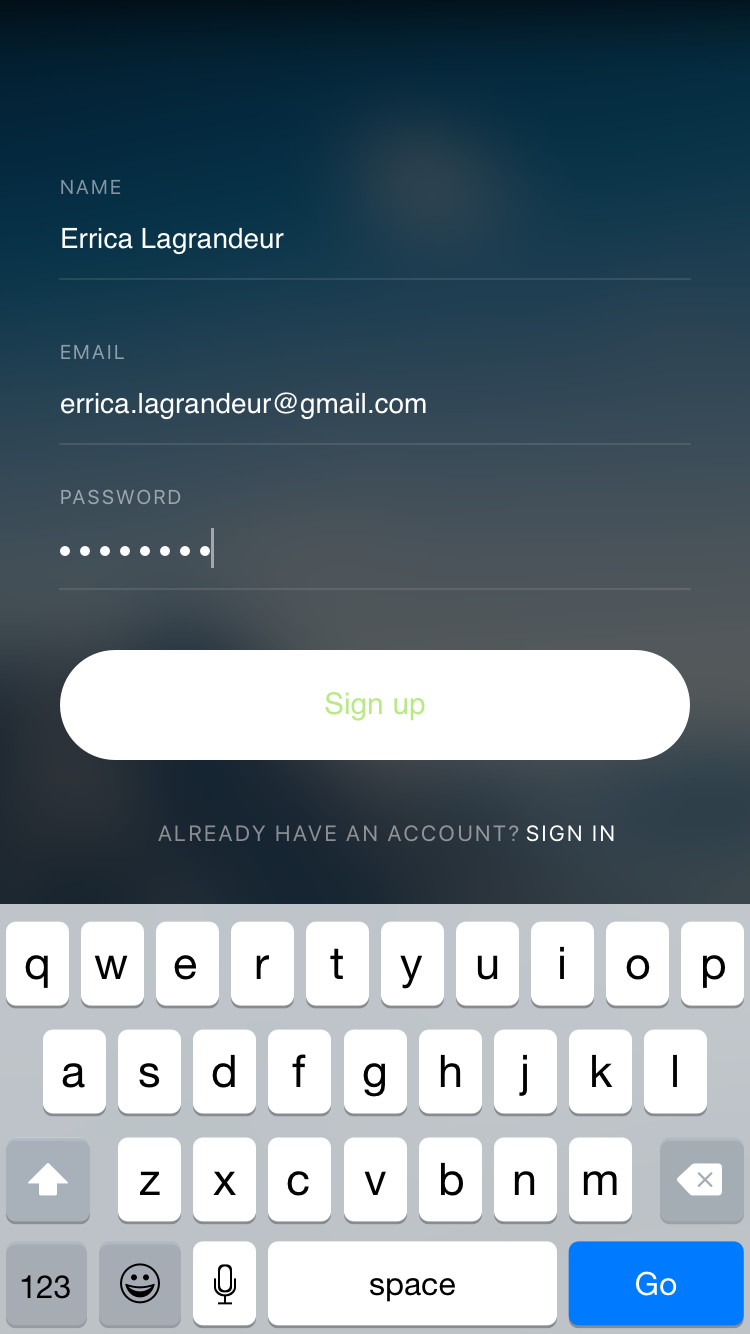 NAME
Errica Lagrandeur
EMAIL
errica.lagrandeur@gmail.com
PASSWORD
••••••••
Sign up
ALREADY HAVE AN ACCOUNT? SIGN IN
q w e r t y u i o p
a s d f g h j k l
z x c v b n m
123 space Go